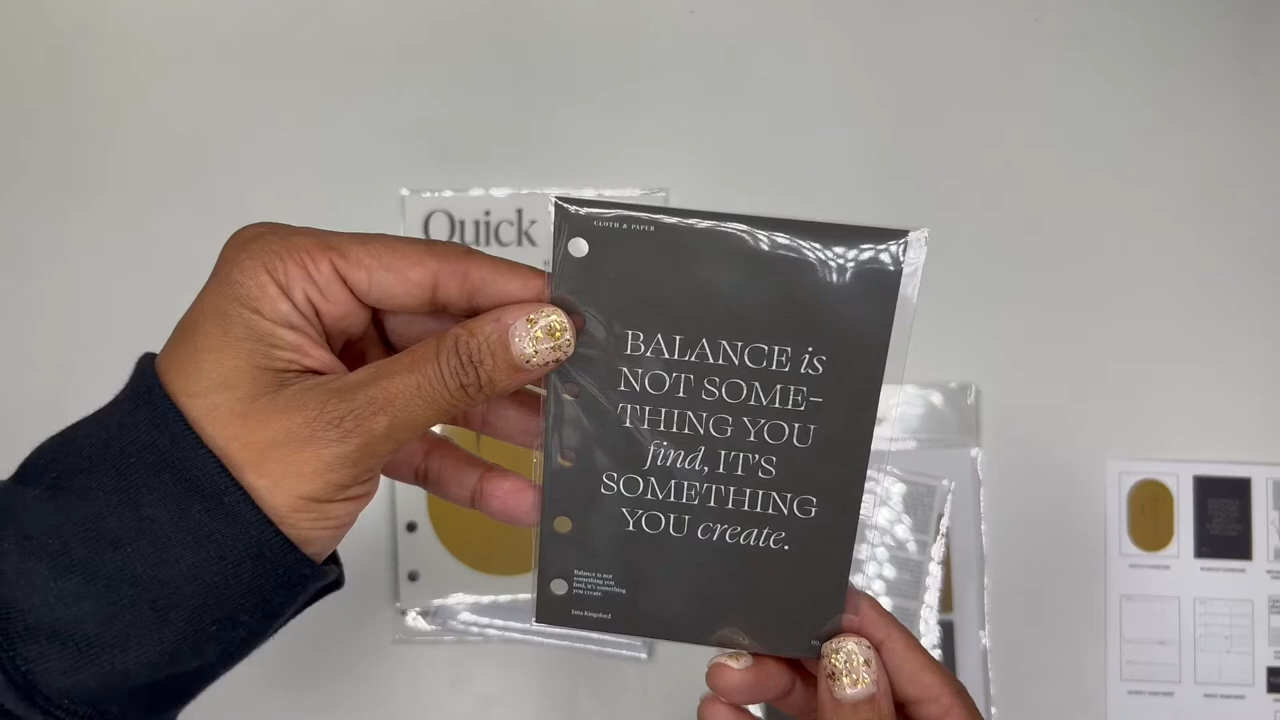 Quick
CLOTH & PAPER
BALANCE is
NOT SOME-
THING YOU
find, IT'S
SOMETHING
YOU create.
Balance is not
something you
find, it's something
you create.
Jana Kingsford